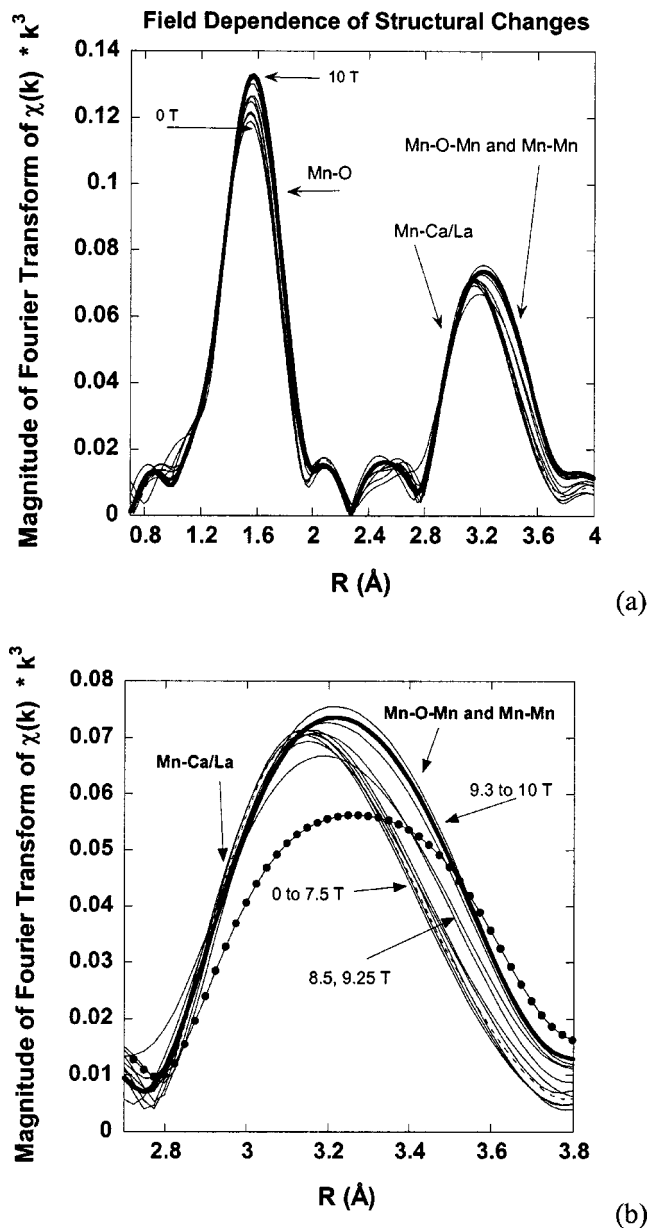 Field Dependence of Structural Changes
Magnitude of Fourier Transform of χ(k) * k³
0.14
0.12
0.1
0.08
0.06
0.04
0.02
0
10 T
0 T
Mn-O
Mn-O-Mn and Mn-Mn
Mn-Ca/La
0.8 1.2 1.6 2 2.4 2.8 3.2 3.6 4
R (Å)
(a)
Magnitude of Fourier Transform of χ(k) * k³
0.08
0.07
0.06
0.05
0.04
0.03
0.02
0.01
0
Mn-O-Mn and Mn-Mn
Mn-Ca/La
9.3 to 10 T
0 to 7.5 T
8.5, 9.25 T
2.8 3 3.2 3.4 3.6 3.8
R (Å)
(b)